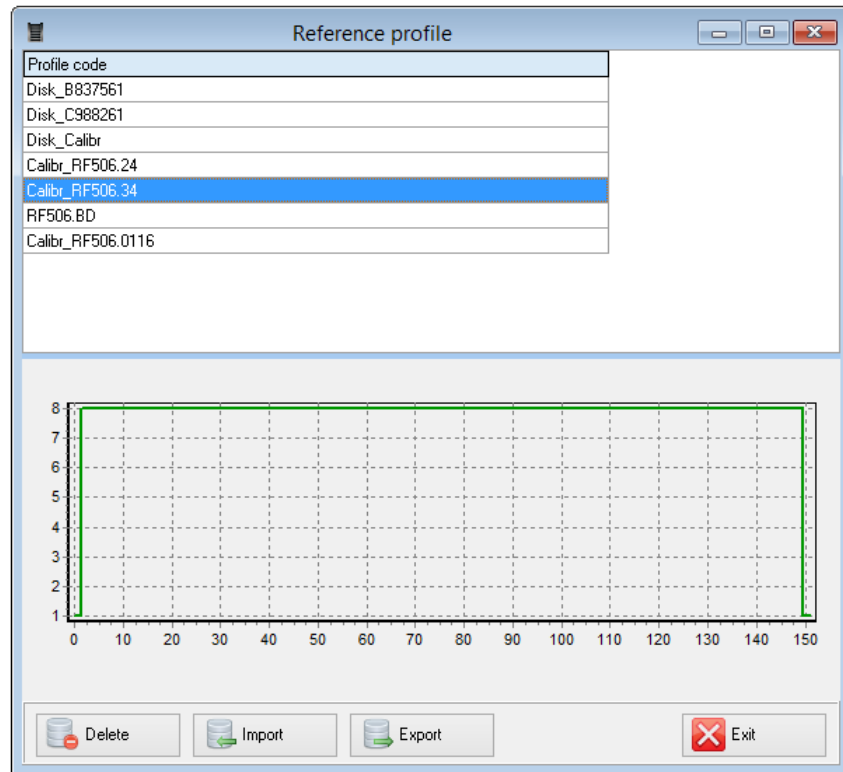 Reference profile
Profile code
Disk_B837561
Disk_C988261
Disk_Calibr
Calibr_RF506.24
Calibr_RF506.34
RF506.BD
Calibr_RF506.0116
8
7
6
5
4
3
2
1
0 10 20 30 40 50 60 70 80 90 100 110 120 130 140 150
Delete Import Export Exit